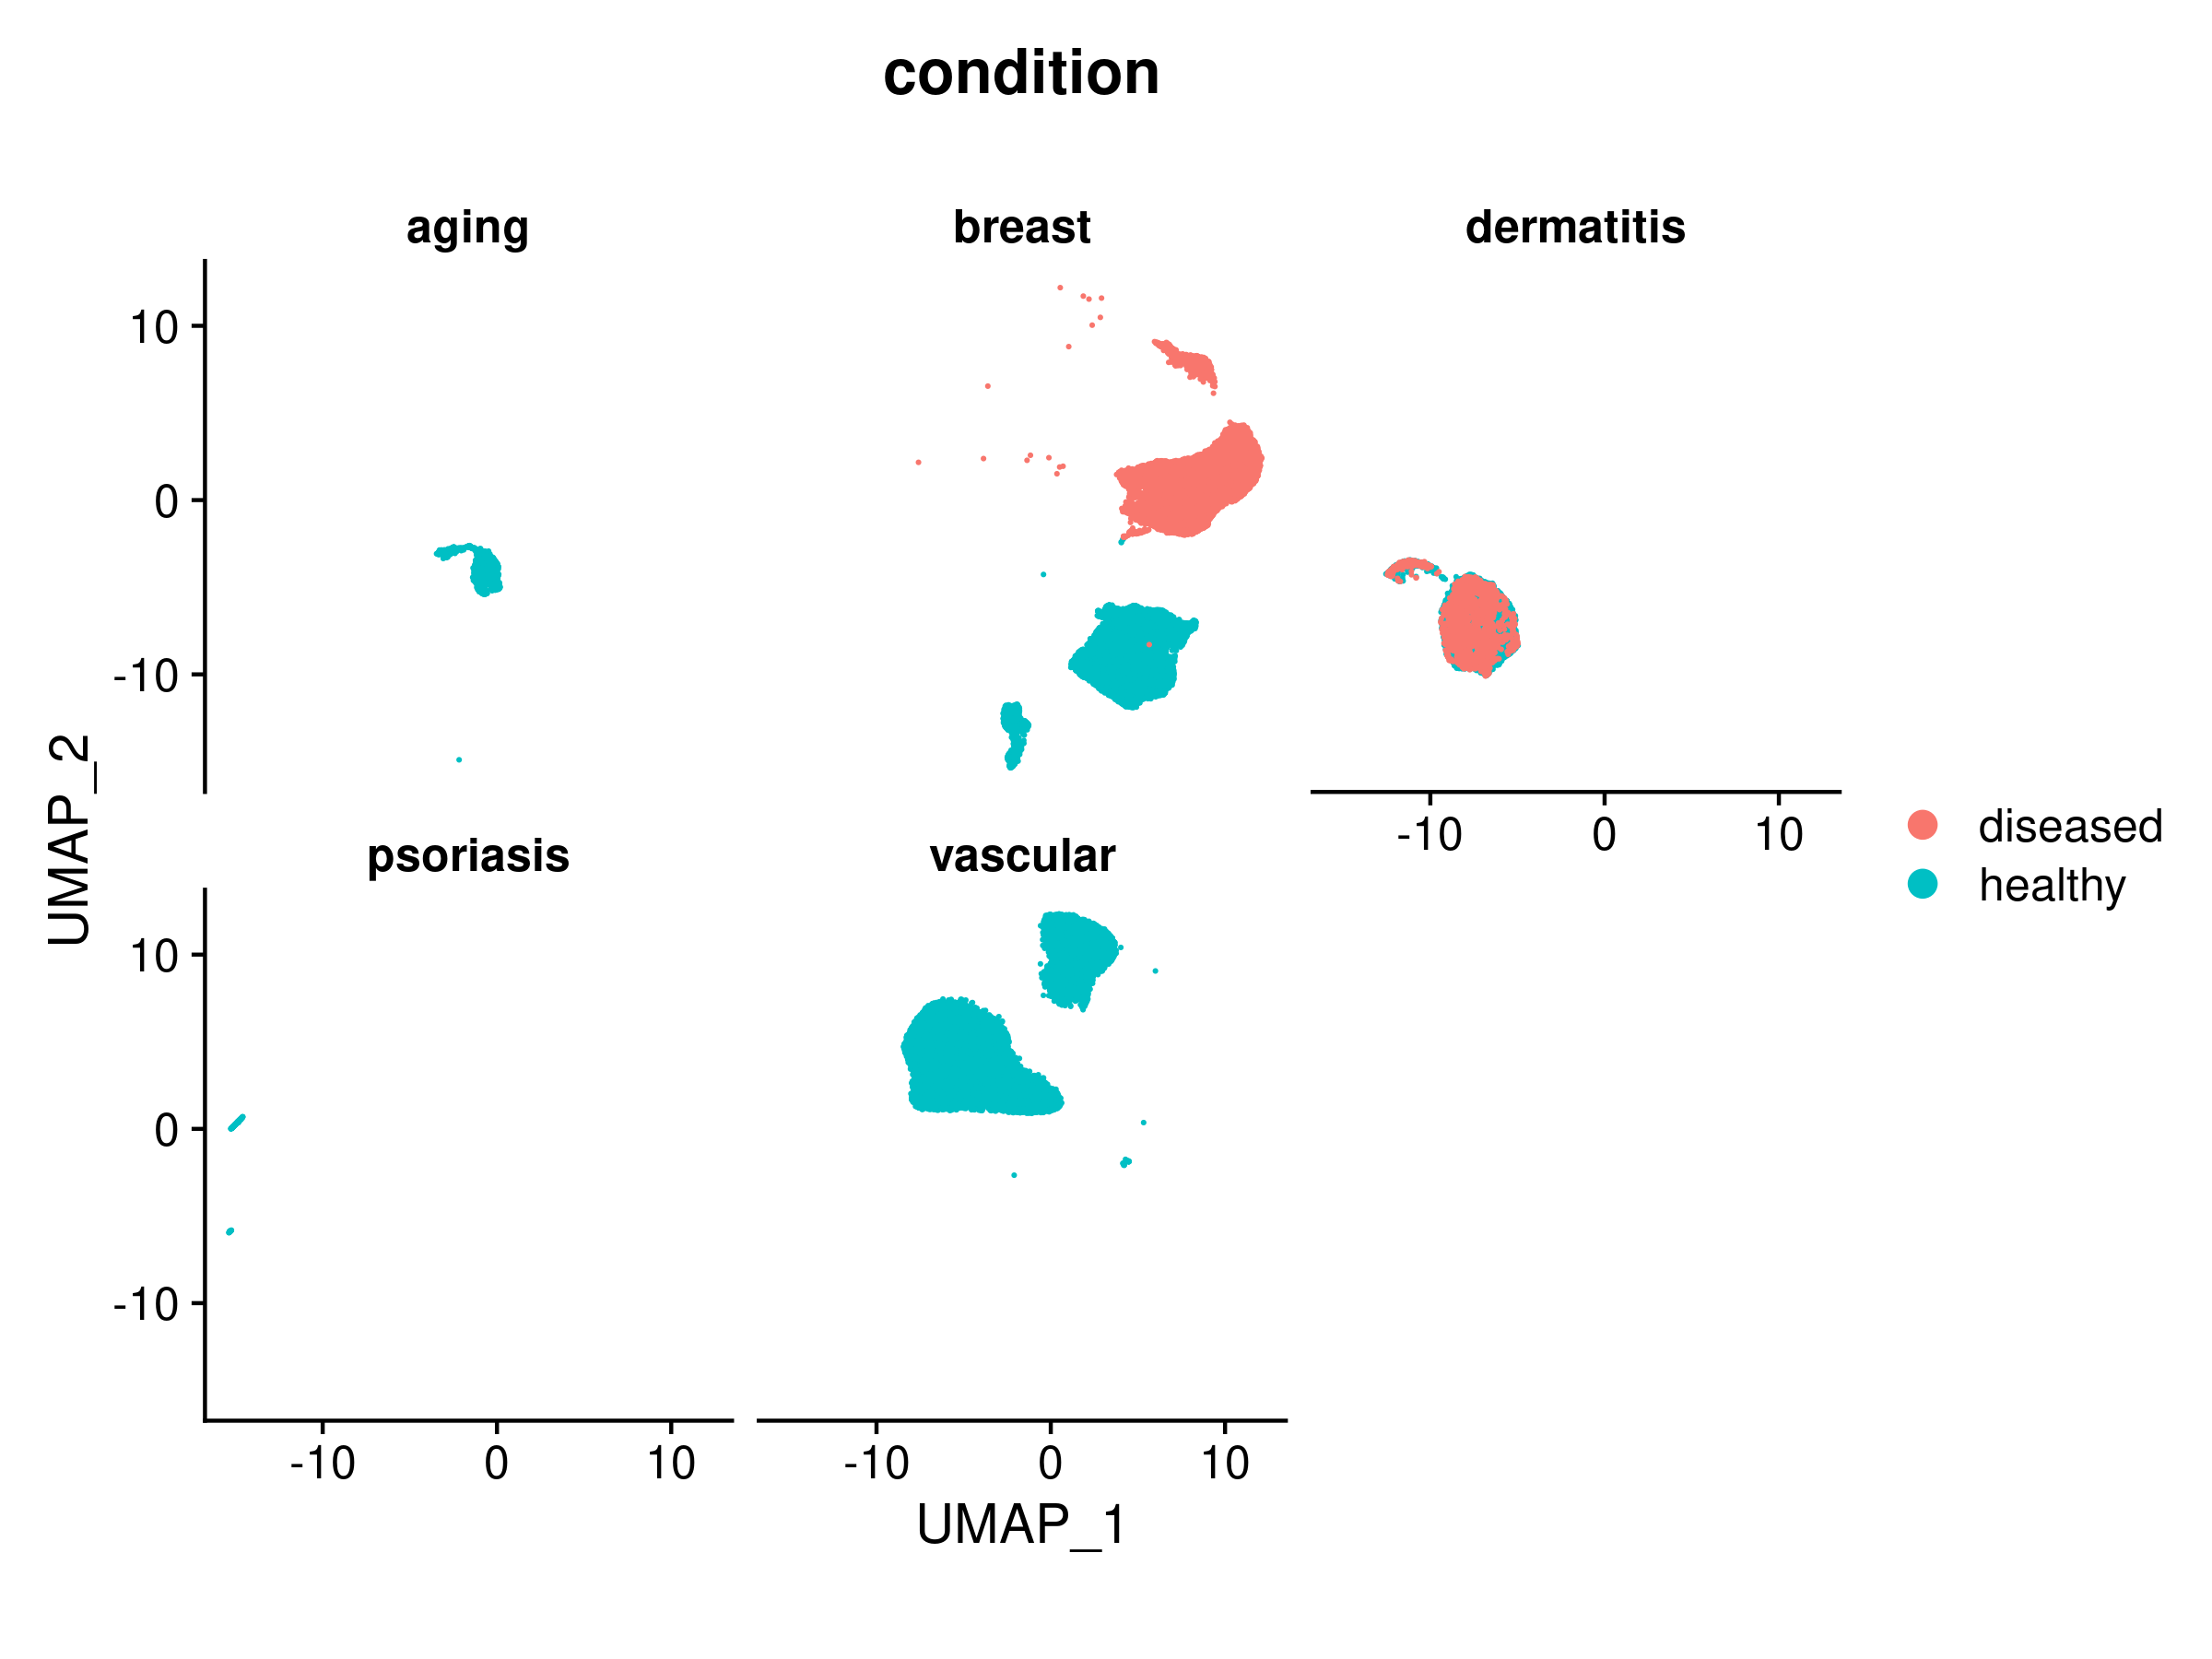 condition
aging
breast
dermatitis
10
0
-10
-10 0 10
UMAP_2
diseased
healthy
psoriasis
vascular
10
0
-10
-10 0 10
-10 0 10
UMAP_1